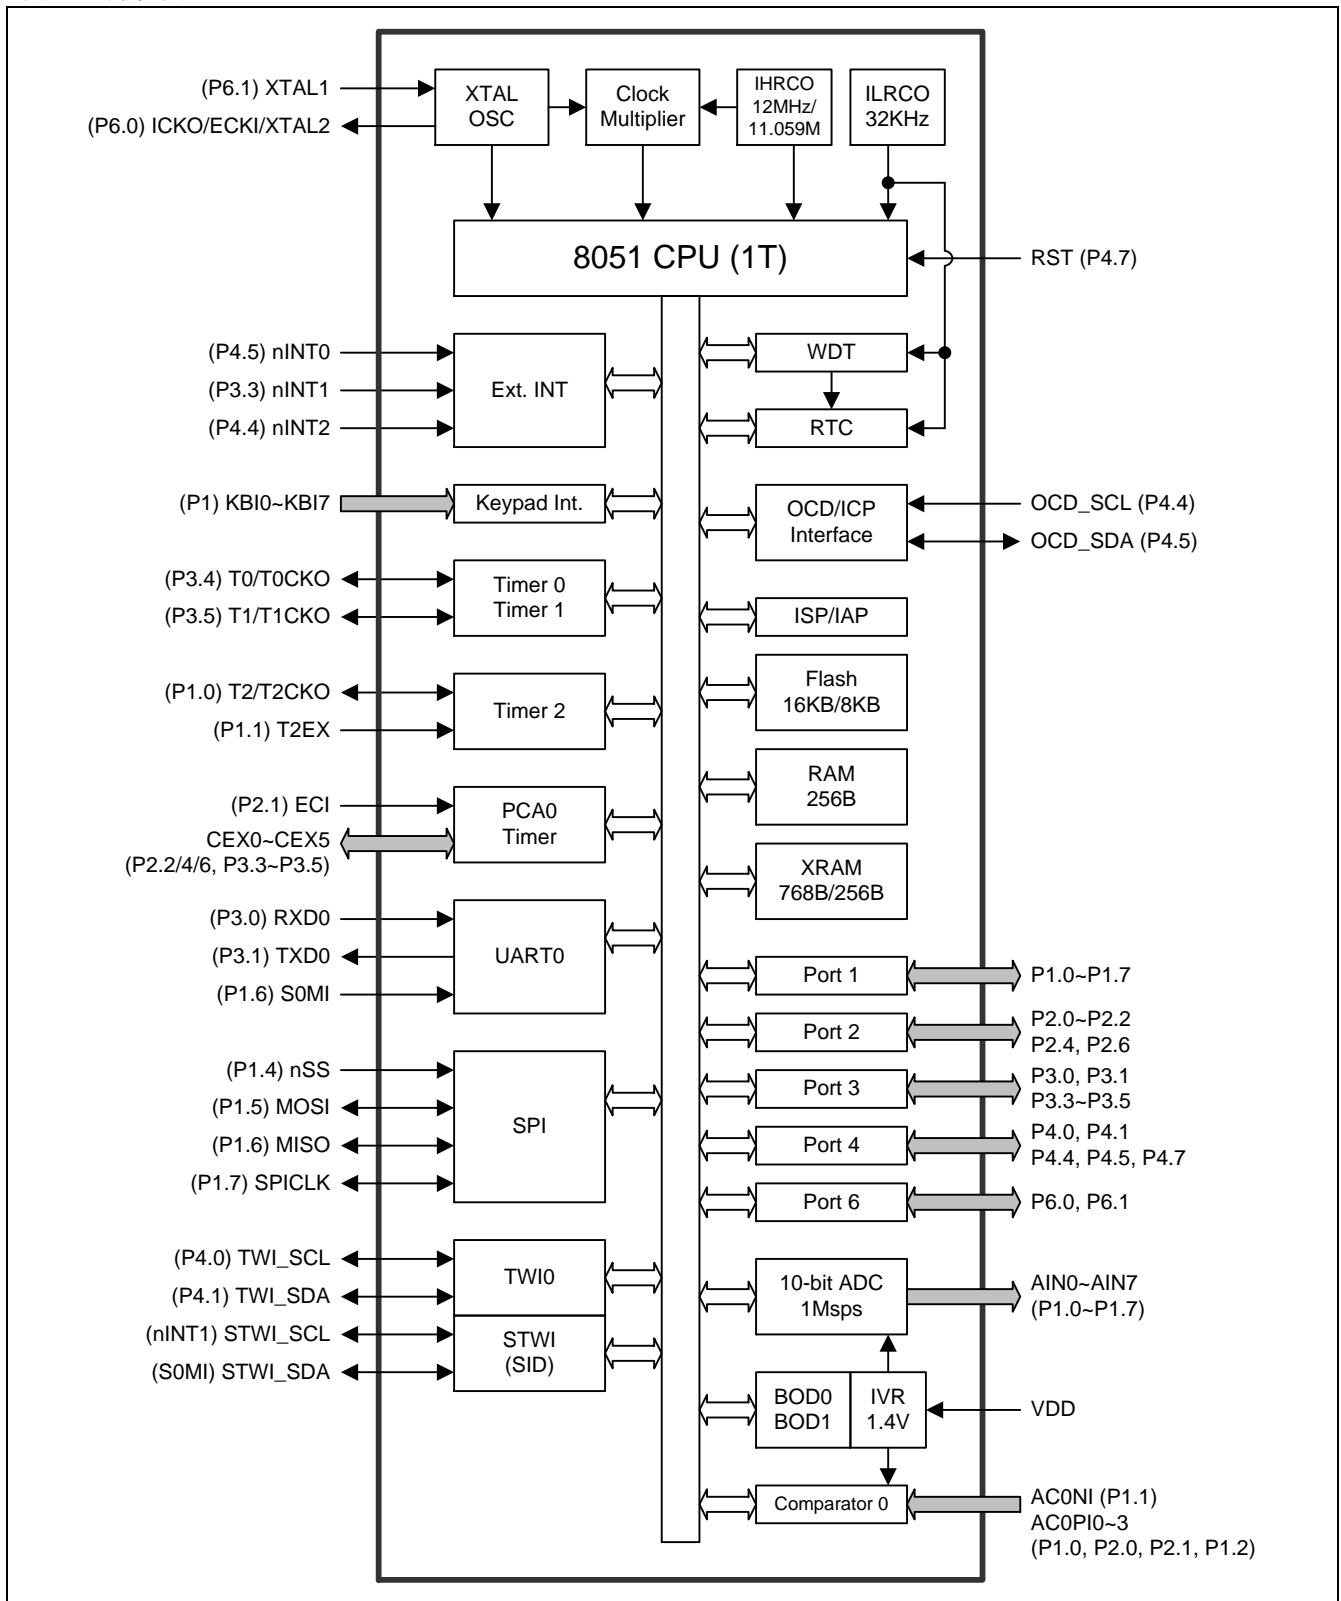 (P6.1) XTAL1
(P6.0) ICKO/ECKI/XTAL2
XTAL
OSC
Clock
Multiplier
IHRCO
12MHz/
11.059M
ILRCO
32KHz
8051 CPU (1T)
RST (P4.7)
(P4.5) nINT0
(P3.3) nINT1
(P4.4) nINT2
Ext. INT
WDT
RTC
(P1) KBI0~KBI7
Keypad Int.
OCD/ICP
Interface
OCD_SCL (P4.4)
OCD_SDA (P4.5)
(P3.4) T0/T0CKO
(P3.5) T1/T1CKO
Timer 0
Timer 1
ISP/IAP
(P1.0) T2/T2CKO
(P1.1) T2EX
Timer 2
Flash
16KB/8KB
RAM
256B
(P2.1) ECI
CEX0~CEX5
(P2.2/4/6, P3.3~P3.5)
PCA0
Timer
XRAM
768B/256B
(P3.0) RXD0
(P3.1) TXD0
(P1.6) S0MI
UART0
Port 1
P1.0~P1.7
Port 2
P2.0~P2.2
P2.4, P2.6
(P1.4) nSS
(P1.5) MOSI
(P1.6) MISO
(P1.7) SPICLK
SPI
Port 3
P3.0, P3.1
P3.3~P3.5
Port 4
P4.0, P4.1
P4.4, P4.5, P4.7
Port 6
P6.0, P6.1
(P4.0) TWI_SCL
(P4.1) TWI_SDA
TWI0
10-bit ADC
1Msps
AIN0~AIN7
(P1.0~P1.7)
(nINT1) STWI_SCL
(S0MI) STWI_SDA
STWI
(SID)
BOD0
BOD1
IVR
1.4V
VDD
Comparator 0
AC0NI (P1.1)
AC0PI0~3
(P1.0, P2.0, P2.1, P1.2)